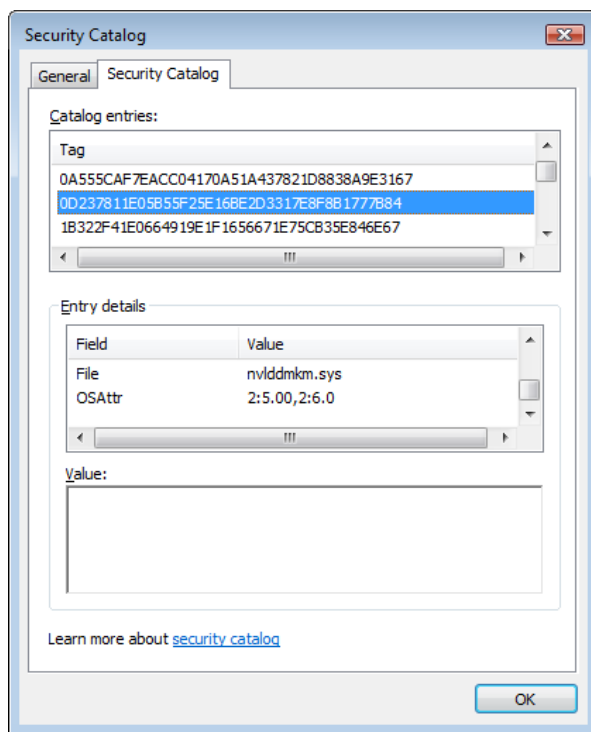 Security Catalog
General Security Catalog
Catalog entries:
Tag
0A555CAF7EACC04170A51A437821D8838A9E3167
0D237811E05B55F25E16BE2D3317E8F8B1777B84
1B322F41E0664919E1F1656671E75CB35E846E67
Entry details
Field Value
File nvlddmkm.sys
OSAttr 2:5.00,2:6.0
Value:
Learn more about security catalog
OK